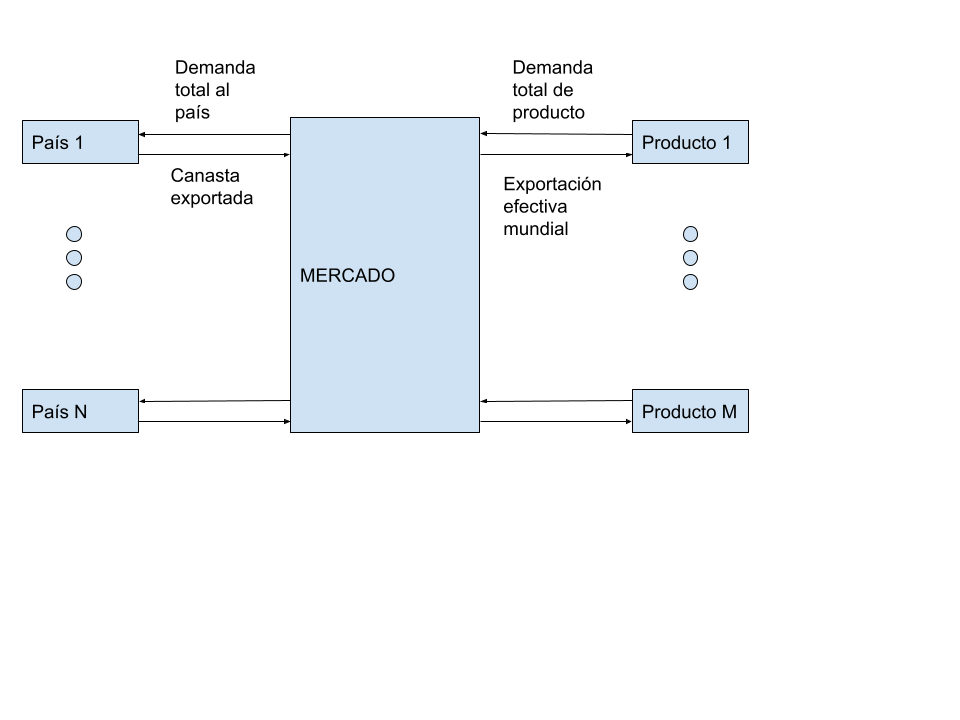 Demanda
total al
país
Demanda
total de
producto
País 1
Producto 1
Canasta
exportada
Exportación
efectiva
mundial
MERCADO
País N
Producto M